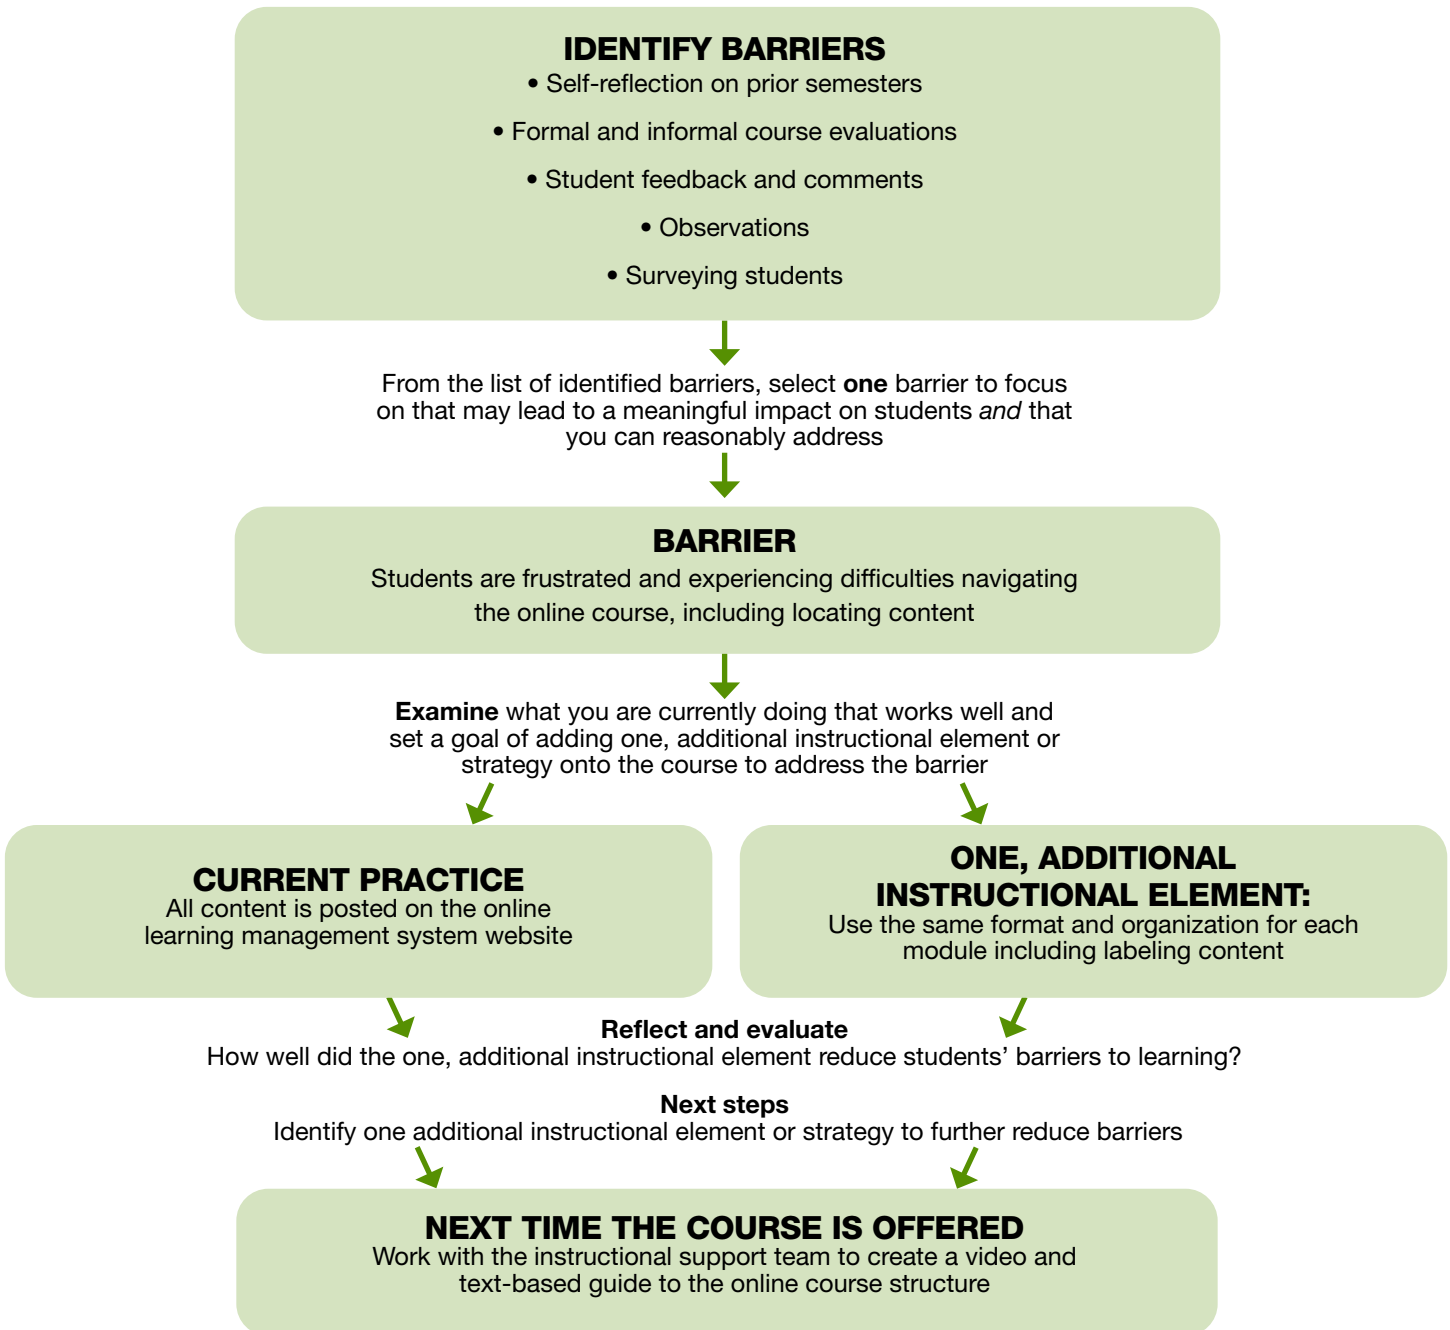 IDENTIFY BARRIERS
• Self-reflection on prior semesters
• Formal and informal course evaluations
• Student feedback and comments
• Observations
• Surveying students
From the list of identified barriers, select one barrier to focus
on that may lead to a meaningful impact on students and that
you can reasonably address
BARRIER
Students are frustrated and experiencing difficulties navigating
the online course, including locating content
Examine what you are currently doing that works well and
set a goal of adding one, additional instructional element or
strategy onto the course to address the barrier
CURRENT PRACTICE
All content is posted on the online
learning management system website
ONE, ADDITIONAL
INSTRUCTIONAL ELEMENT:
Use the same format and organization for each
module including labeling content
Reflect and evaluate
How well did the one, additional instructional element reduce students’ barriers to learning?
Next steps
Identify one additional instructional element or strategy to further reduce barriers
NEXT TIME THE COURSE IS OFFERED
Work with the instructional support team to create a video and
text-based guide to the online course structure